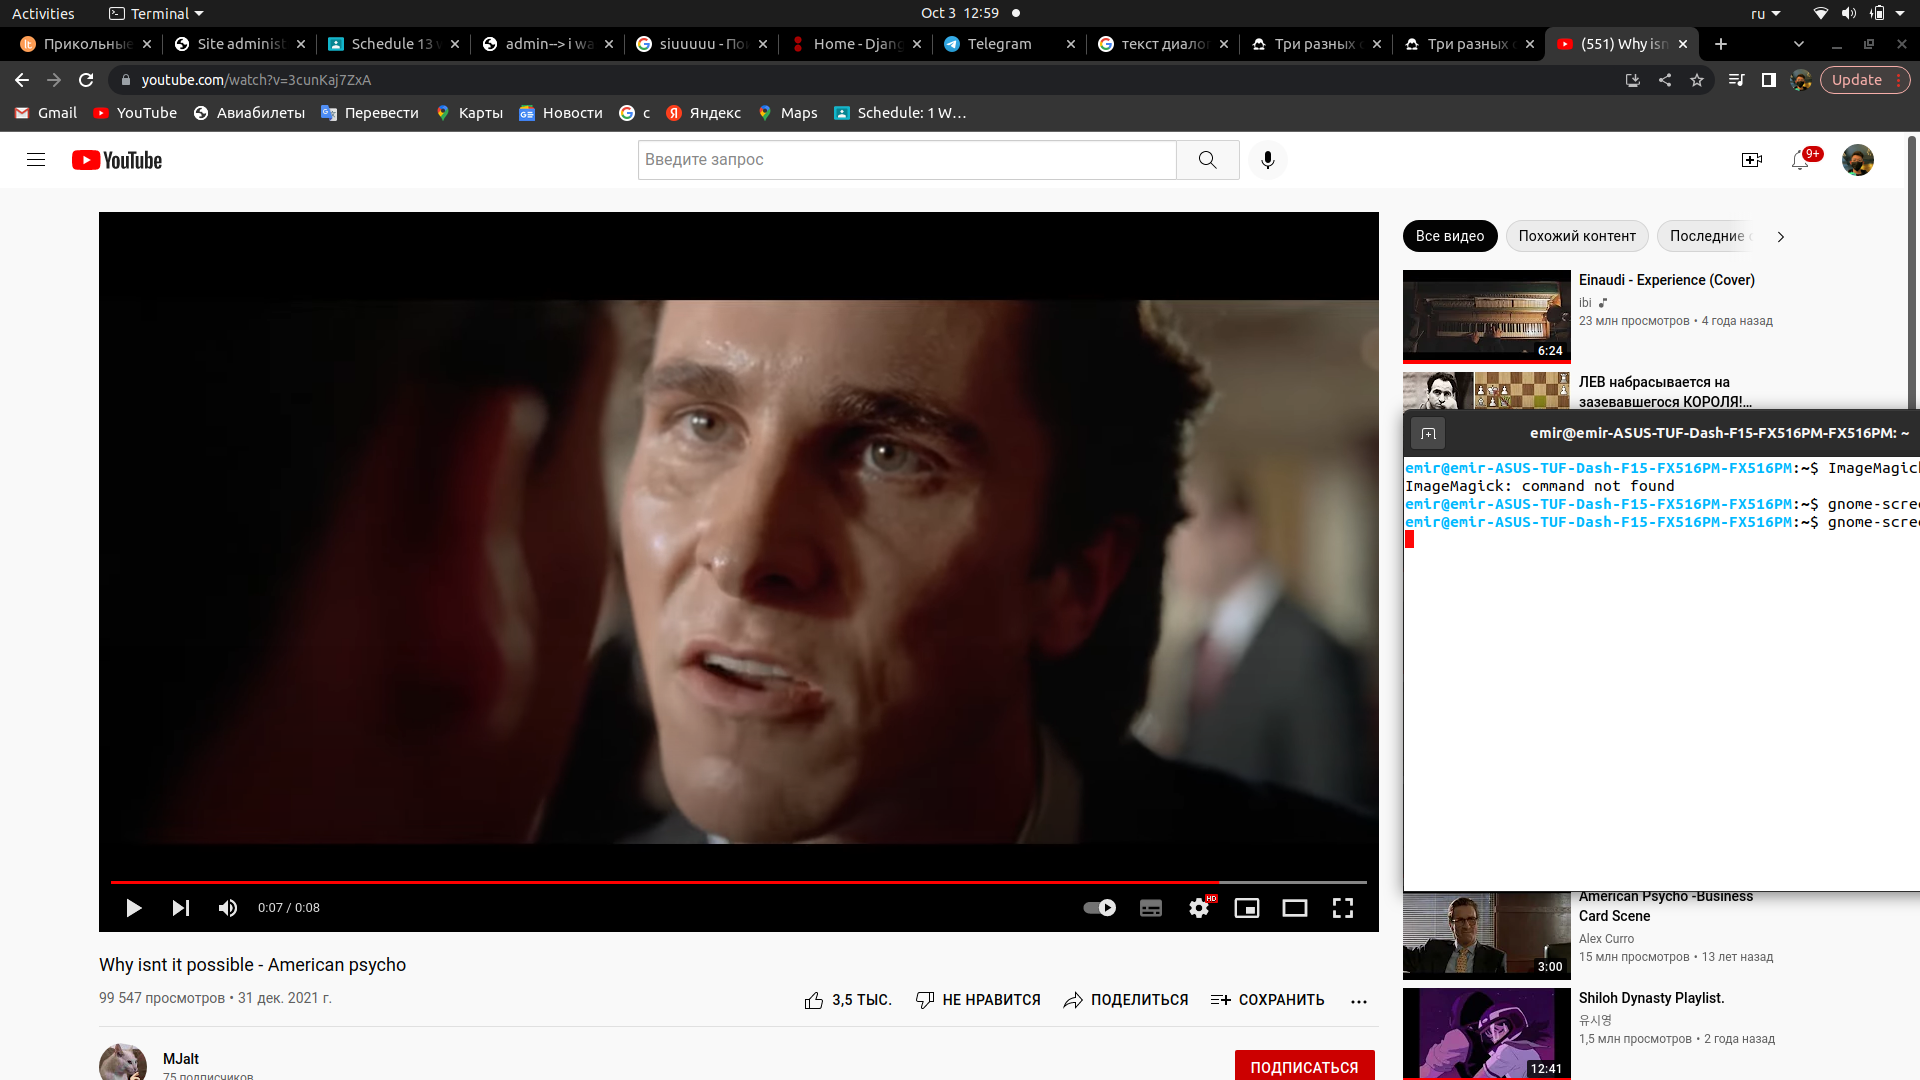 Activities
Terminal
Oct 3 12:59
ru
Прикольные
Site administ
Schedule 13
admin--> i wa
siuuuuu - По
Home - Djang
Telegram
текст диалог
Три разных
Три разных
(551) Why isn
youtube.com/watch?v=3cunKaj7ZxA
Update
Gmail
YouTube
Авиабилеты
Перевести
Карты
Новости
с
Яндекс
Maps
Schedule: 1 W...
YouTube
Введите запрос
9+
Все видео
Похожий контент
Последние
Einaudi - Experience (Cover)
ibi
23 млн просмотров • 4 года назад
6:24
ЛЕВ набрасывается на
зазевавшегося КОРОЛЯ!...
emir@emir-ASUS-TUF-Dash-F15-FX516PM-FX516PM: ~
emir@emir-ASUS-TUF-Dash-F15-FX516PM-FX516PM:~$ ImageMagick
ImageMagick: command not found
emir@emir-ASUS-TUF-Dash-F15-FX516PM-FX516PM:~$ gnome-scre
emir@emir-ASUS-TUF-Dash-F15-FX516PM-FX516PM:~$ gnome-scre
American Psycho -Business
Card Scene
Alex Curro
15 млн просмотров • 13 лет назад
3:00
Shiloh Dynasty Playlist.
유시영
1,5 млн просмотров • 2 года назад
12:41
0:07 / 0:08
HD
Why isnt it possible - American psycho
99 547 просмотров • 31 дек. 2021 г.
3,5 ТЫС.
НЕ НРАВИТСЯ
ПОДЕЛИТЬСЯ
СОХРАНИТЬ
MJalt
75 подписчиков
ПОДПИСАТЬСЯ